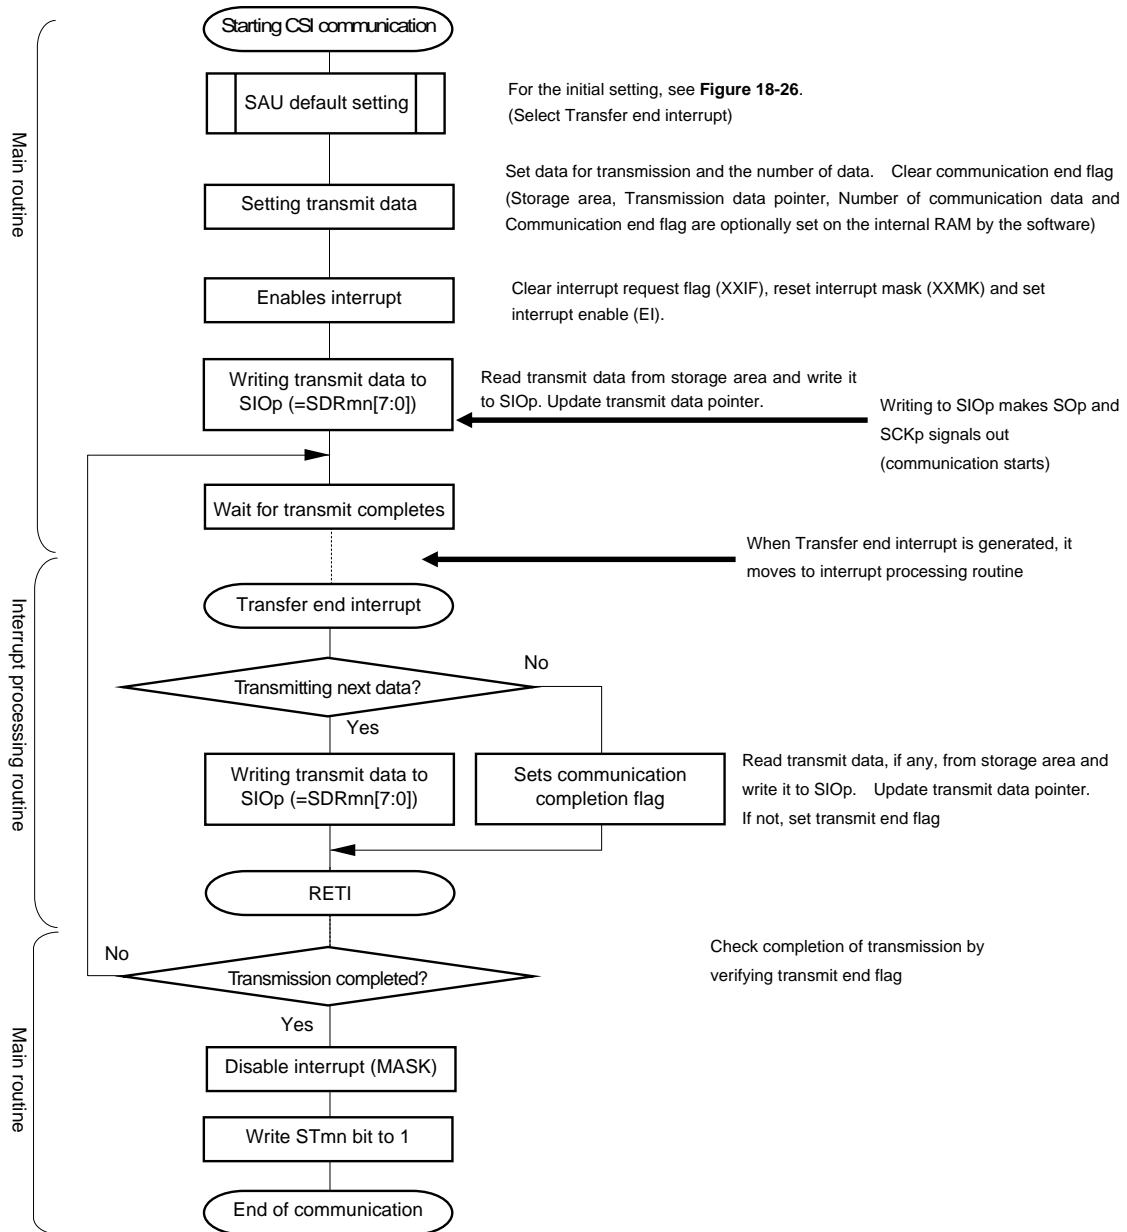 Starting CSI communication
SAU default setting
For the initial setting, see Figure 18-26.
(Select Transfer end interrupt)
Main routine
Setting transmit data
Set data for transmission and the number of data. Clear communication end flag
(Storage area, Transmission data pointer, Number of communication data and
Communication end flag are optionally set on the internal RAM by the software)
Enables interrupt
Clear interrupt request flag (XXIF), reset interrupt mask (XXMK) and set
interrupt enable (EI).
Writing transmit data to
SIOp (=SDRmn[7:0])
Read transmit data from storage area and write it
to SIOp. Update transmit data pointer.
Writing to SIOp makes SOp and
SCKp signals out
(communication starts)
Wait for transmit completes
When Transfer end interrupt is generated, it
moves to interrupt processing routine
Interrupt processing routine
Transfer end interrupt
Transmitting next data?
No
Yes
Writing transmit data to
SIOp (=SDRmn[7:0])
Sets communication
completion flag
Read transmit data, if any, from storage area and
write it to SIOp. Update transmit data pointer.
If not, set transmit end flag
RETI
Main routine
No
Transmission completed?
Check completion of transmission by
verifying transmit end flag
Yes
Disable interrupt (MASK)
Write STmn bit to 1
End of communication